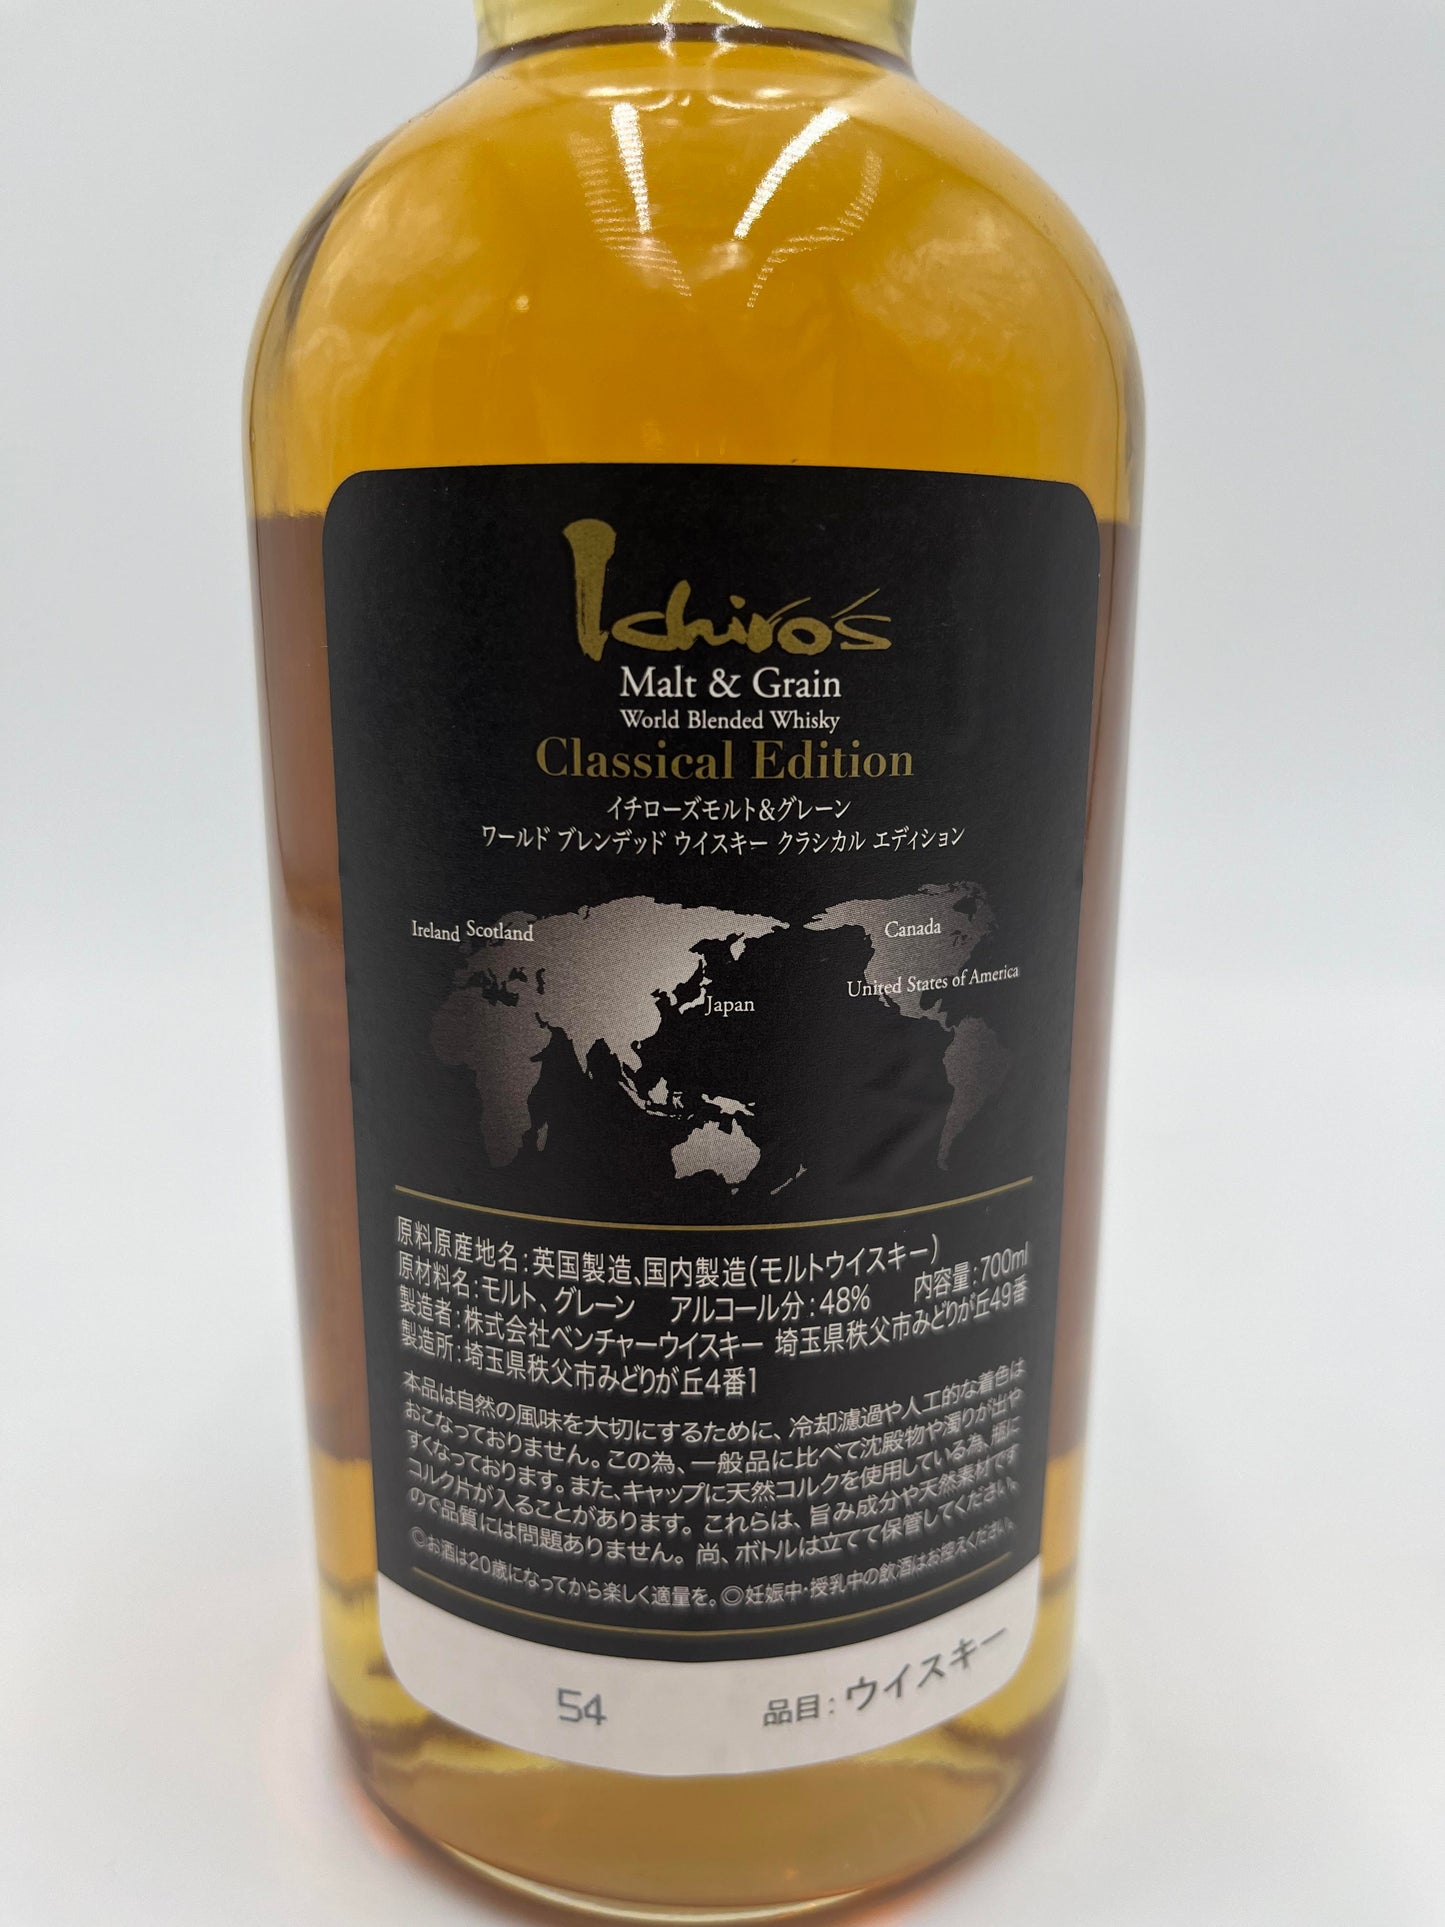 Ichiro's
Malt & Grain
World Blended Whisky
Classical Edition
イチローズモルト&グレーン
ワールド ブレンデッド ウイスキー クラシカル エディション
Ireland Scotland
Canada
United States of America
Japan
原料原産地名:英国製造、国内製造(モルトウイスキー)
原材料名:モルト、グレーン アルコール分:48% 内容量:700ml
製造者:株式会社ベンチャーウイスキー 埼玉県秩父市みどりが丘49番
製造所:埼玉県秩父市みどりが丘4番1
本品は自然の風味を大切にするために、冷却濾過や人工的な着色は
おこなっておりません。この為、一般品に比べて沈殿物や濁りが出や
すくなっております。また、キャップに天然コルクを使用している為、瓶に
コルク片が入ることがあります。これらは、旨み成分や天然素材です
ので品質には問題ありません。尚、ボトルは立てて保管してください。
◎お酒は20歳になってから楽しく適量を。◎妊娠中・授乳中の飲酒はお控えください。
54 品目:ウイスキー